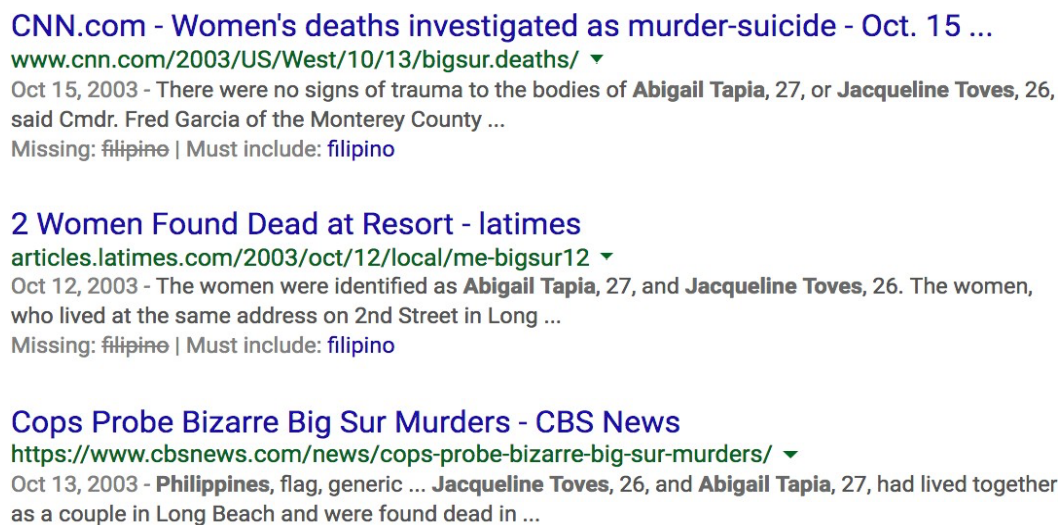 CNN.com - Women's deaths investigated as murder-suicide - Oct. 15 ...
www.cnn.com/2003/US/West/10/13/bigsur.deaths/
Oct 15, 2003 - There were no signs of trauma to the bodies of Abigail Tapia, 27, or Jacqueline Toves, 26,
said Cmdr. Fred Garcia of the Monterey County ...
Missing: filipino | Must include: filipino
2 Women Found Dead at Resort - latimes
articles.latimes.com/2003/oct/12/local/me-bigsur12
Oct 12, 2003 - The women were identified as Abigail Tapia, 27, and Jacqueline Toves, 26. The women,
who lived at the same address on 2nd Street in Long ...
Missing: filipino | Must include: filipino
Cops Probe Bizarre Big Sur Murders - CBS News
https://www.cbsnews.com/news/cops-probe-bizarre-big-sur-murders/
Oct 13, 2003 - Philippines, flag, generic ... Jacqueline Toves, 26, and Abigail Tapia, 27, had lived together
as a couple in Long Beach and were found dead in ...